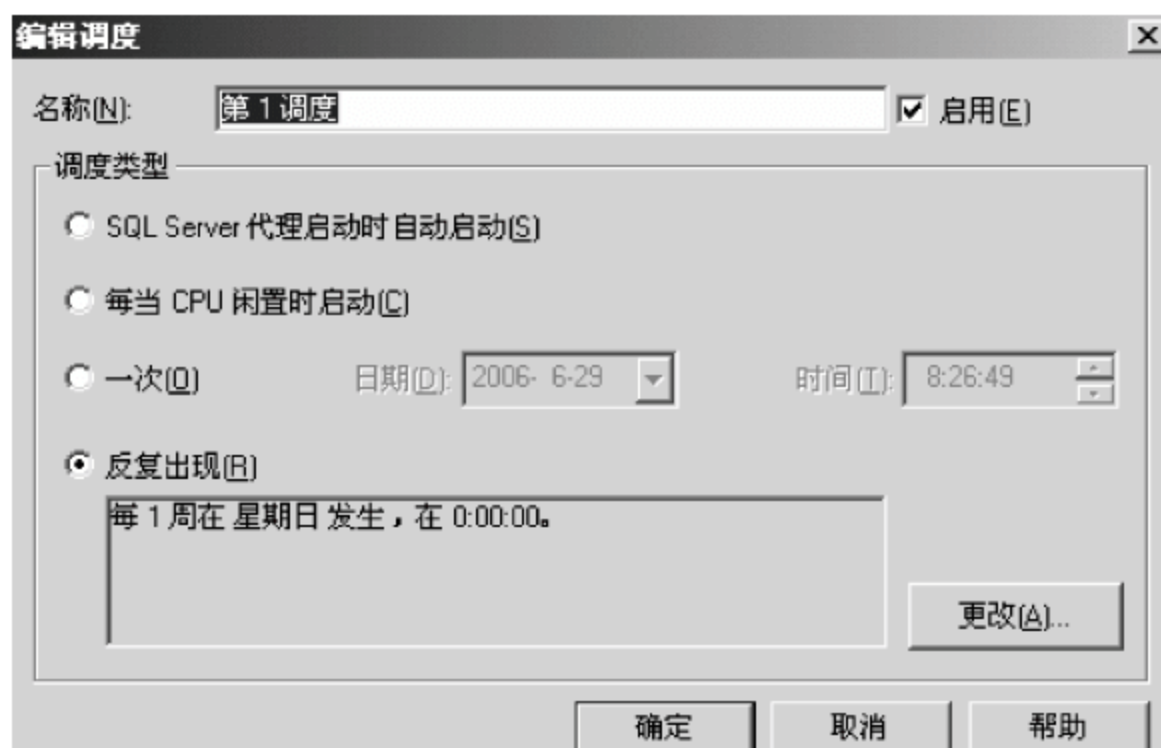 编辑调度
名称(N): 第 1 调度 启用(E)
调度类型
SQL Server 代理启动时自动启动(S)
每当 CPU 闲置时启动(C)
一次(O) 日期(D): 2006- 6-29 时间(T): 8:26:49
反复出现(R)
每 1 周在 星期日 发生，在 0:00:00。
更改(A)...
确定 取消 帮助